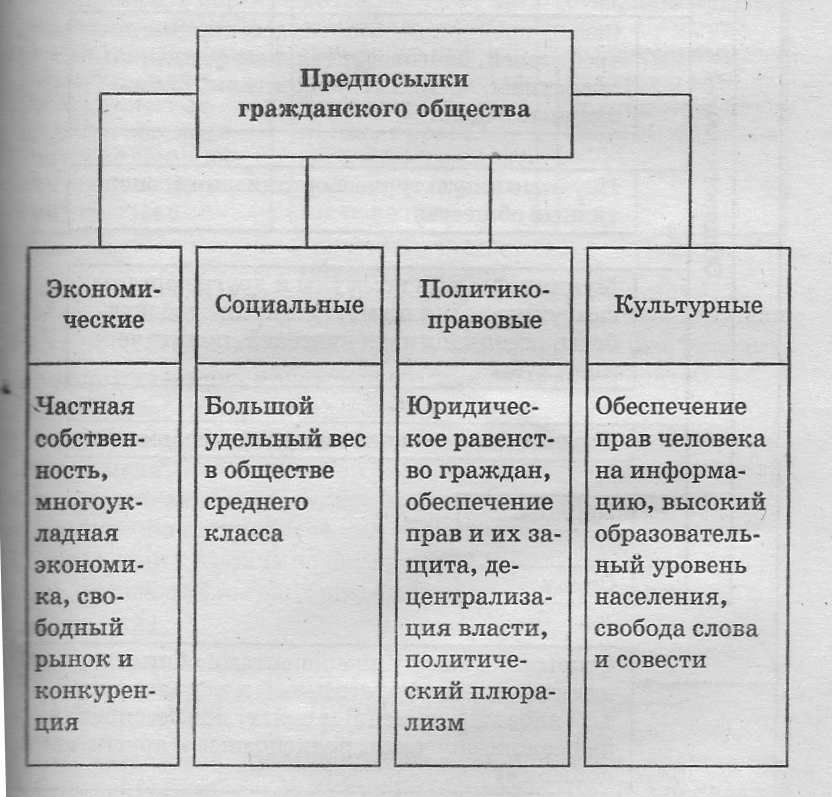 Предпосылки
гражданского общества
Экономи-
ческие
Социальные
Политико-
правовые
Культурные
Частная
собствен-
ность,
многоук-
ладная
экономи-
ка, сво-
бодный
рынок и
конкурен-
ция
Большой
удельный вес
в обществе
среднего
класса
Юридичес-
кое равенст-
во граждан,
обеспечение
прав и их за-
щита, де-
централиза-
ция власти,
политиче-
ский плюра-
лизм
Обеспечение
прав человека
на информа-
цию, высокий
образователь-
ный уровень
населения,
свобода слова
и совести